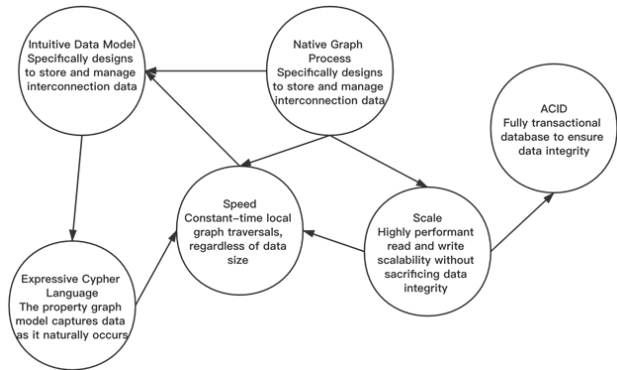 Intuitive Data Model
Specifically designs
to store and manage
interconnection data
Native Graph
Process
Specifically designs
to store and manage
interconnection data
ACID
Fully transactional
database to ensure
data integrity
Speed
Constant-time local
graph traversals,
regardless of data
size
Scale
Highly performant
read and write
scalability without
sacrificing data
integrity
Expressive Cypher
Language
The property graph
model captures data
as it naturally occurs